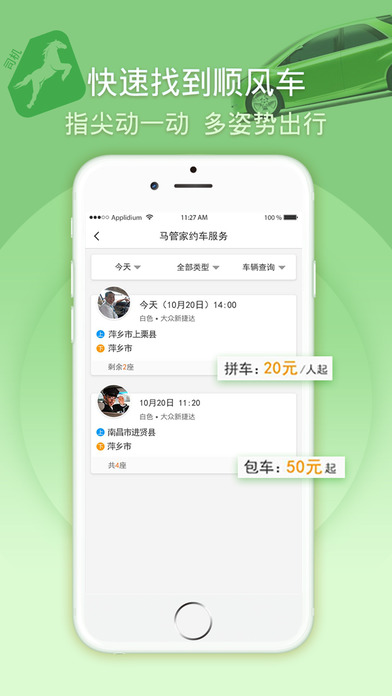 司机
快速找到顺风车
指尖动一动 多姿势出行
Applidium 11:27 AM 100 %
马管家约车服务
今天 全部类型 车辆查询
今天（10月20日）14:00
白色 • 大众新捷达
上 萍乡市上栗县
下 萍乡市
剩余2座
拼车：20元/人起
10月20日 11:20
白色 • 大众新捷达
上 南昌市进贤县
下 萍乡市
共4座
包车：50元起